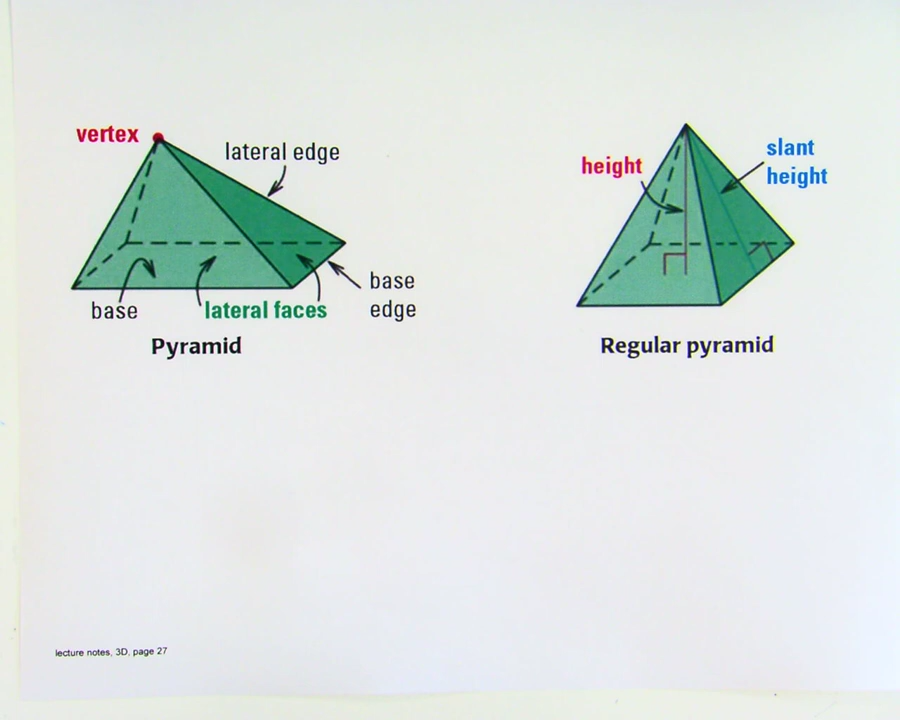 vertex
lateral edge
base
lateral faces
base
edge
Pyramid
height
slant
height
Regular pyramid
lecture notes, 3D, page 27